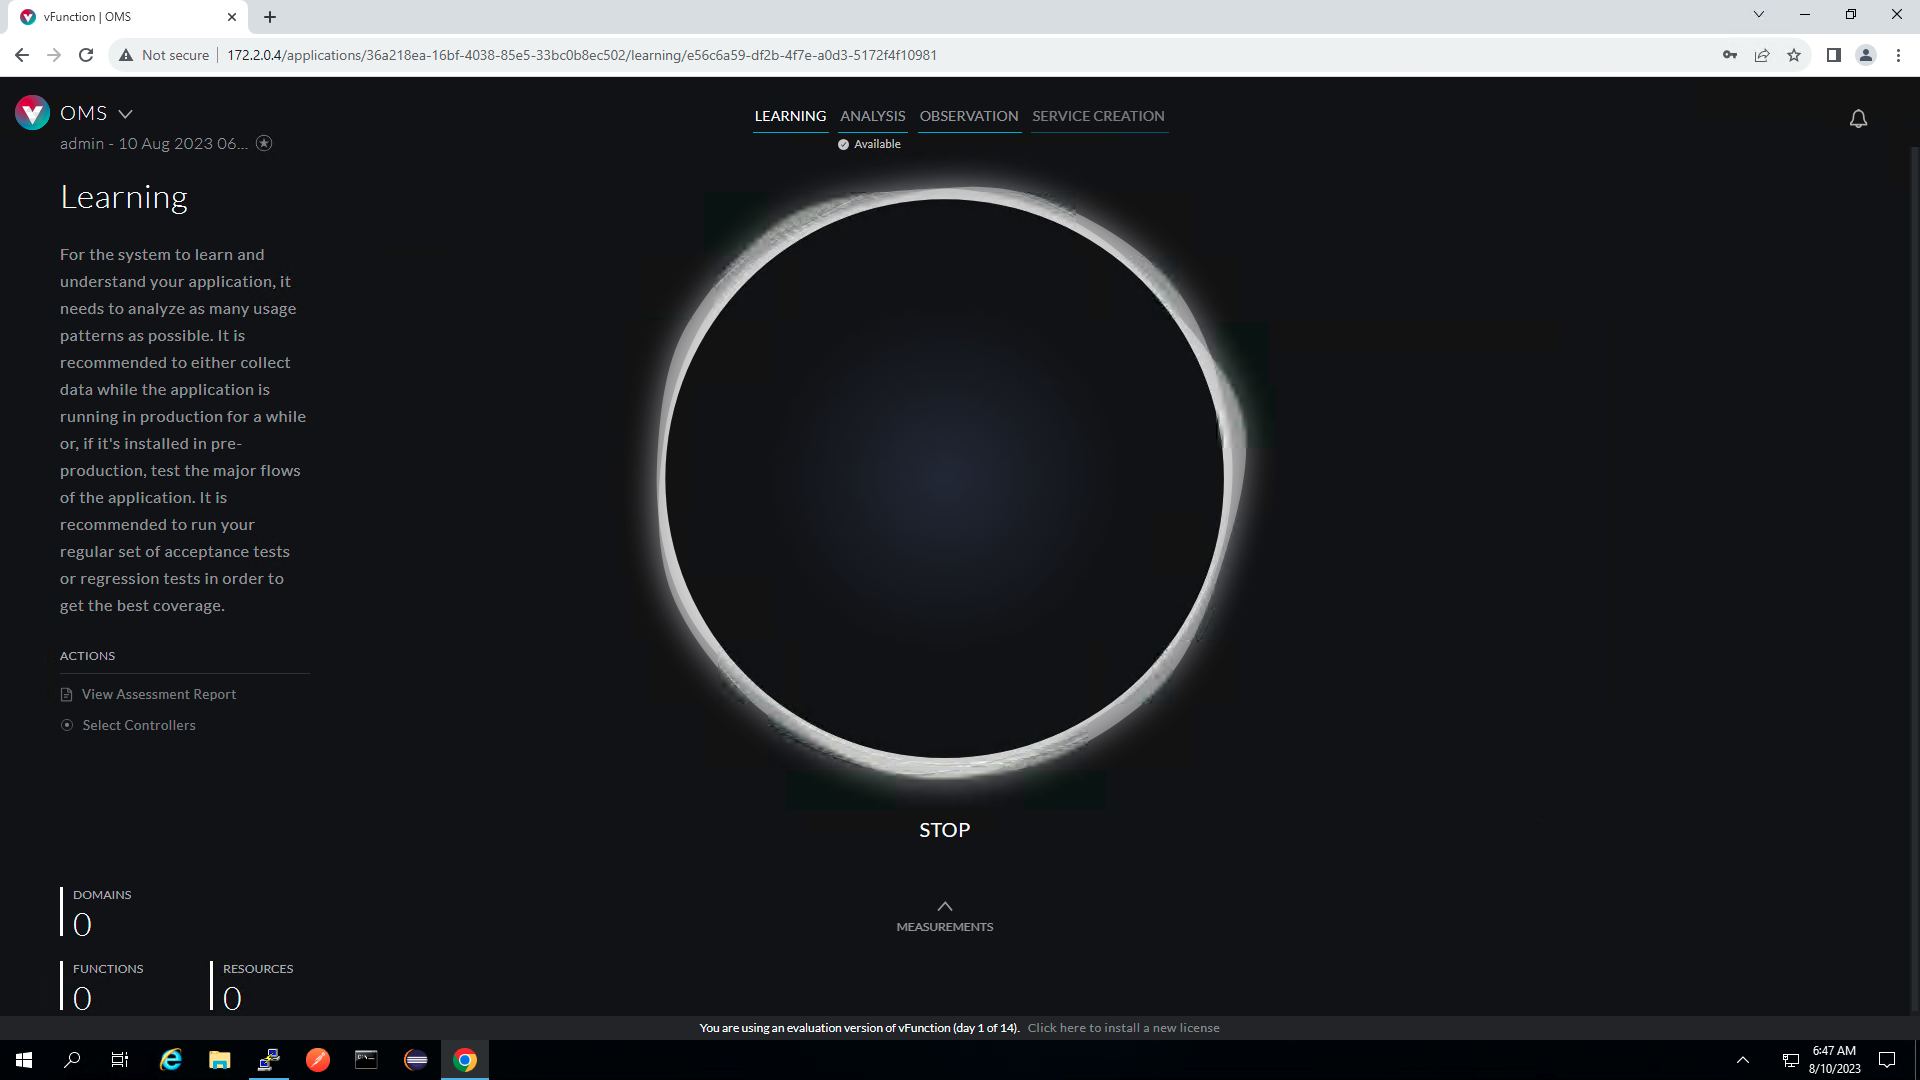 vFunction | OMS
Not secure
172.2.0.4/applications/36a218ea-16bf-4038-85e5-33bc0b8ec502/learning/e56c6a59-df2b-4f7e-a0d3-5172f4f10981
OMS
admin - 10 Aug 2023 06...
LEARNING
ANALYSIS
OBSERVATION
SERVICE CREATION
Available
Learning
For the system to learn and
understand your application, it
needs to analyze as many usage
patterns as possible. It is
recommended to either collect
data while the application is
running in production for a while
or, if it's installed in pre-
production, test the major flows
of the application. It is
recommended to run your
regular set of acceptance tests
or regression tests in order to
get the best coverage.
ACTIONS
View Assessment Report
Select Controllers
STOP
MEASUREMENTS
DOMAINS
0
FUNCTIONS
0
RESOURCES
0
You are using an evaluation version of vFunction (day 1 of 14). Click here to install a new license
6:47 AM
8/10/2023